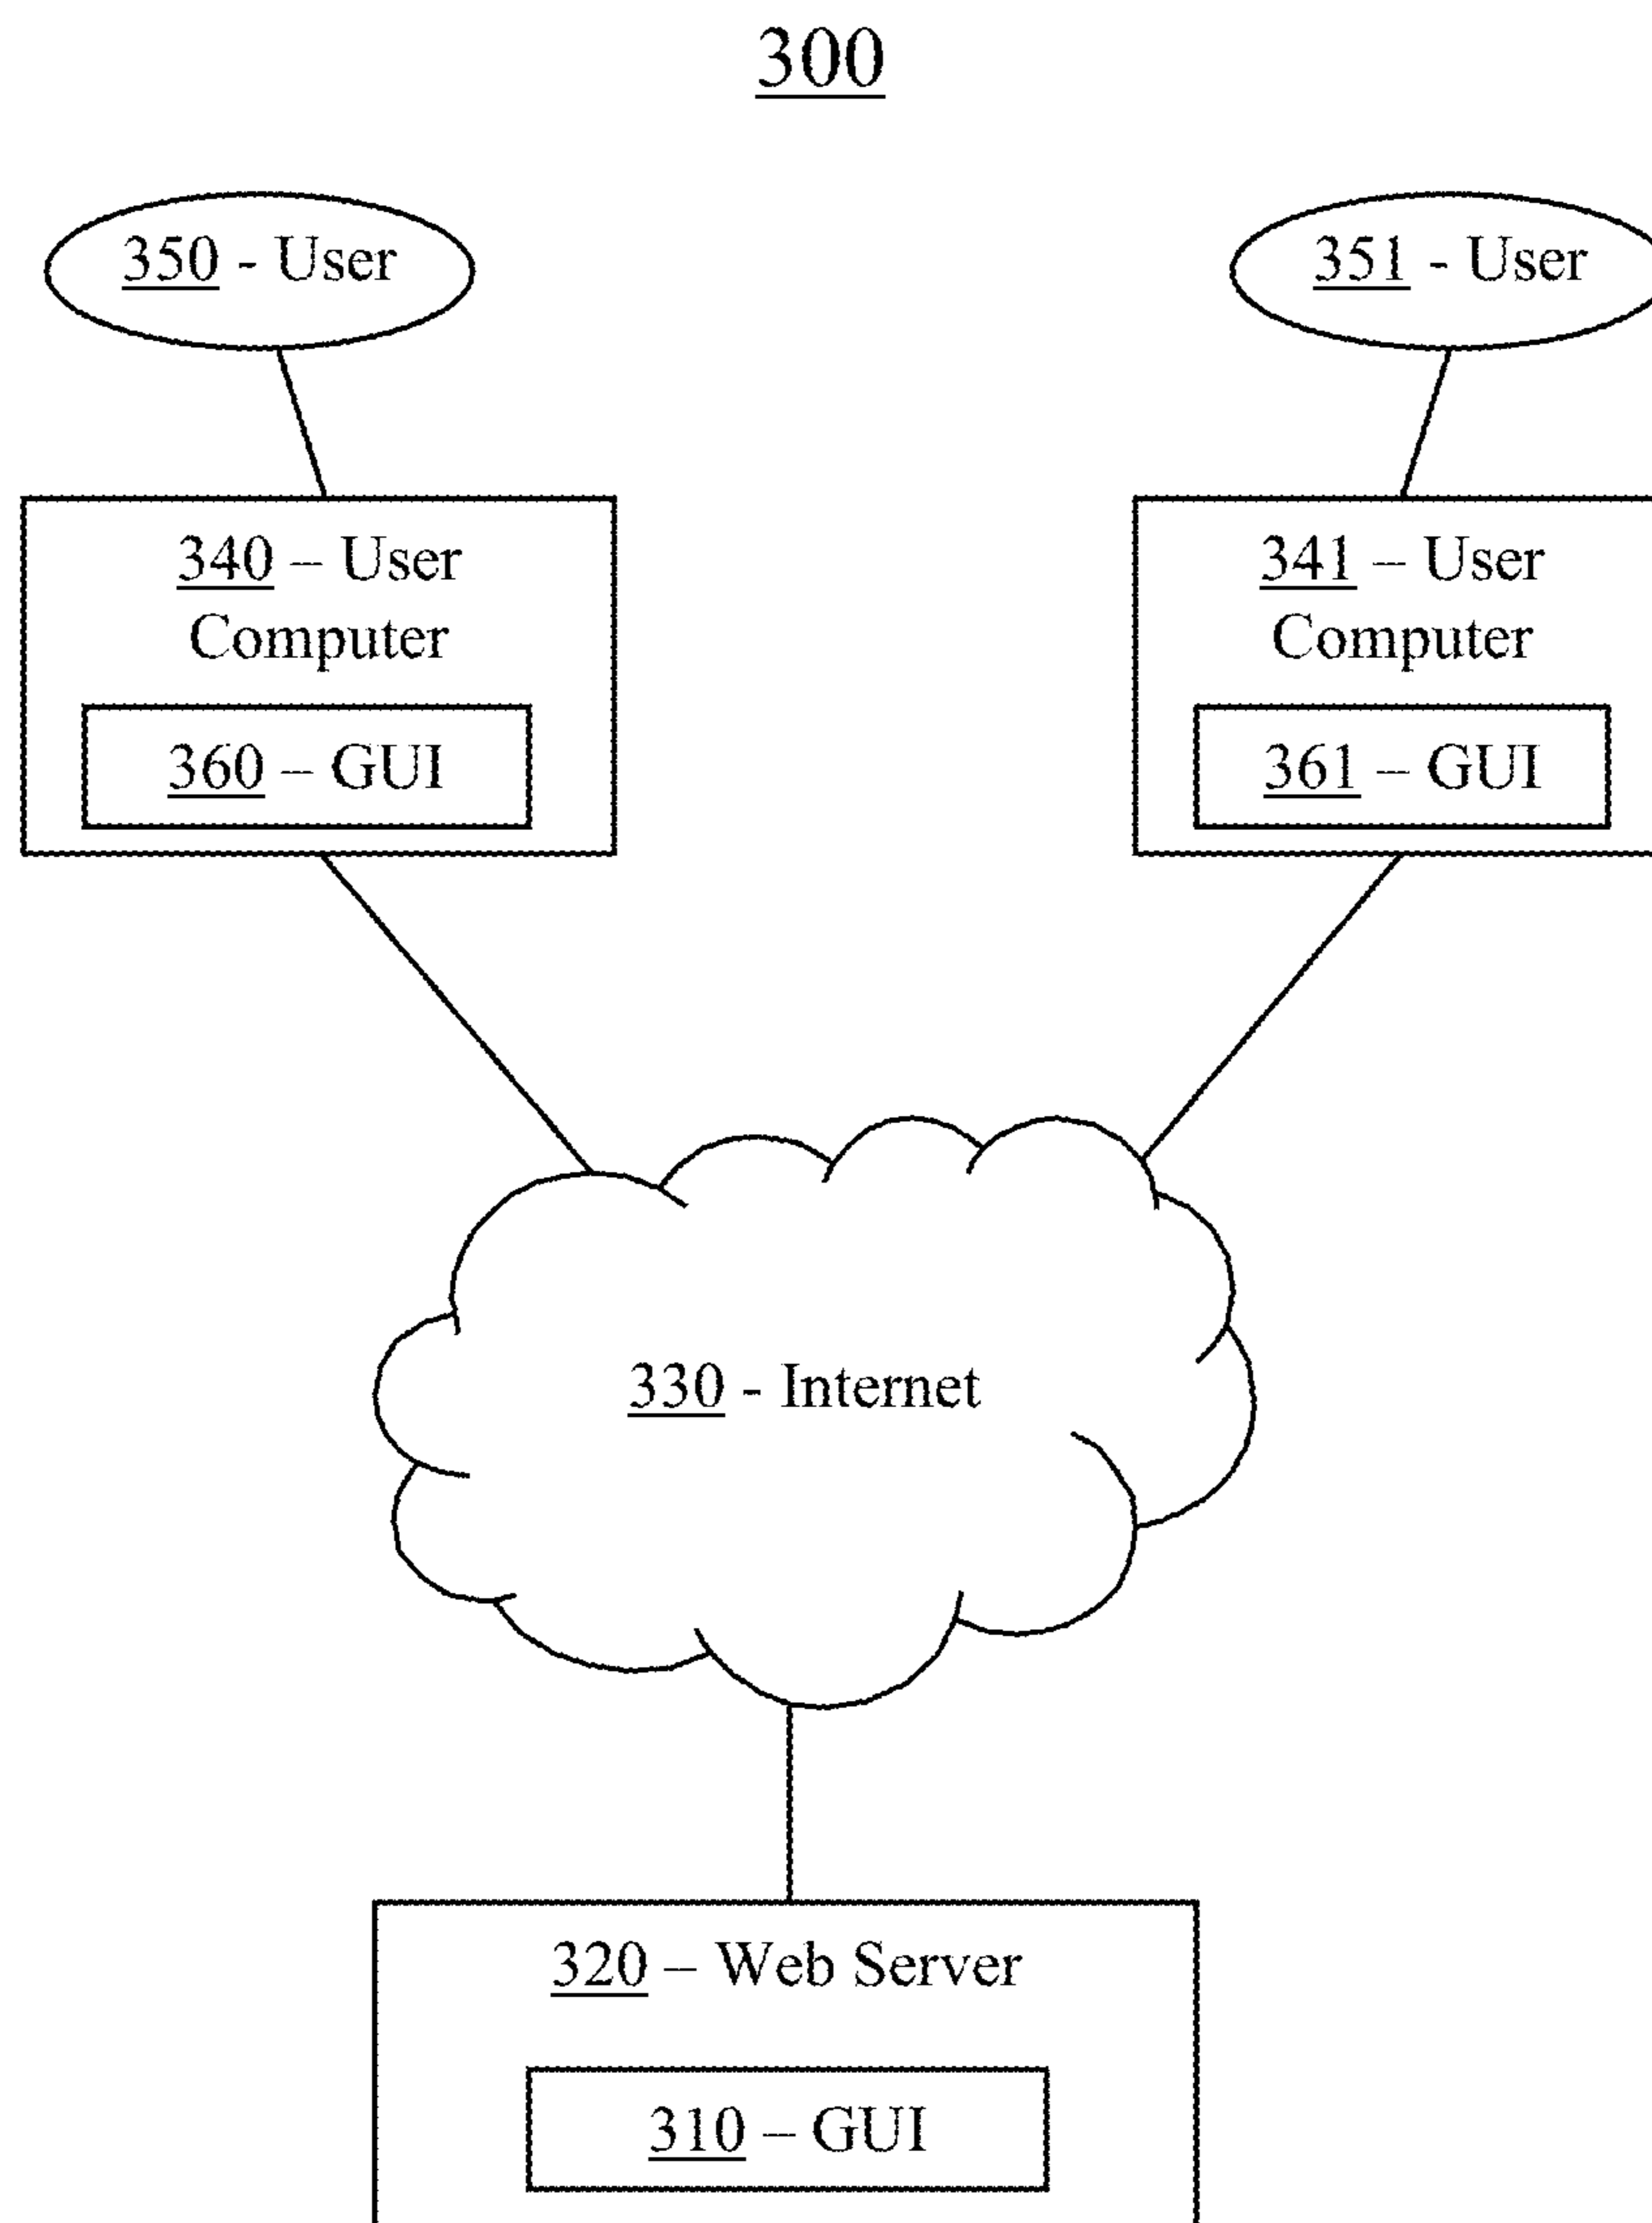 300
350 - User
351 - User
340 – User
Computer
360 – GUI
341 – User
Computer
361 – GUI
330 - Internet
320 – Web Server
310 – GUI